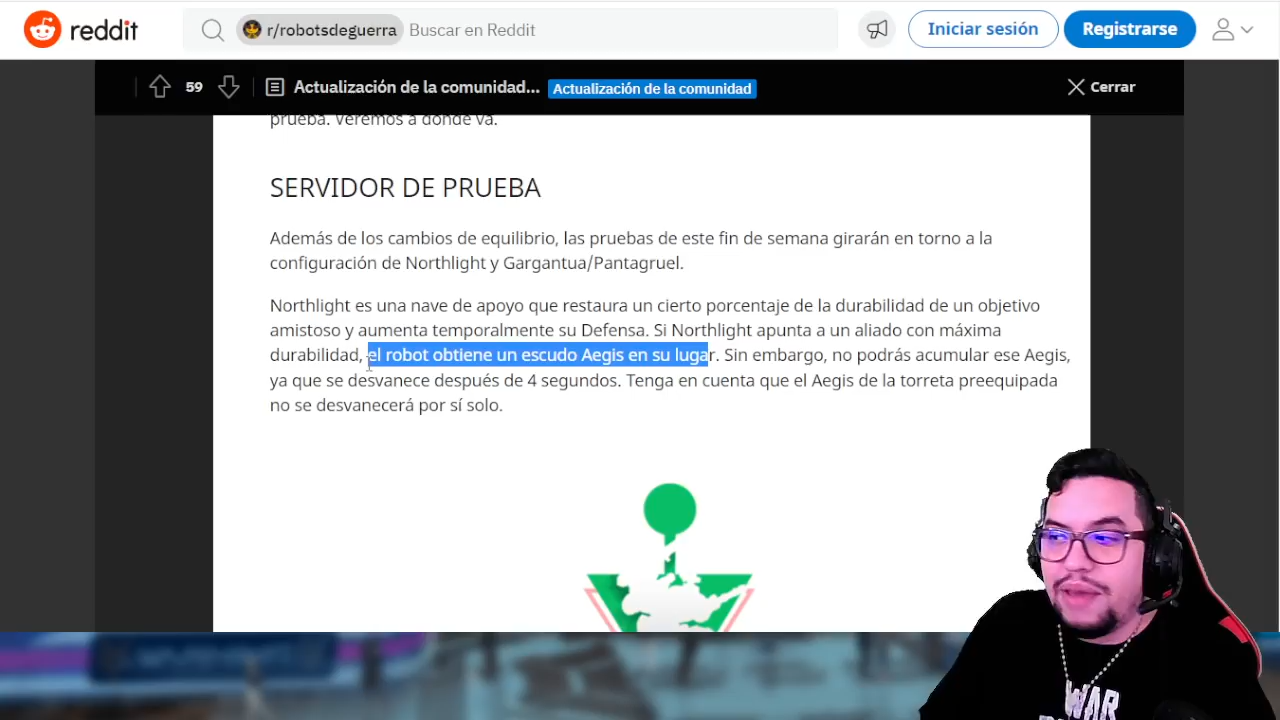 reddit
r/robotsdeguerra Buscar en Reddit
Iniciar sesión
Registrarse
59
Actualización de la comunidad...
Actualización de la comunidad
Cerrar
prueba. Veremos a dónde va.
SERVIDOR DE PRUEBA
Además de los cambios de equilibrio, las pruebas de este fin de semana girarán en torno a la
configuración de Northlight y Gargantua/Pantagruel.
Northlight es una nave de apoyo que restaura un cierto porcentaje de la durabilidad de un objetivo
amistoso y aumenta temporalmente su Defensa. Si Northlight apunta a un aliado con máxima
durabilidad, el robot obtiene un escudo Aegis en su lugar. Sin embargo, no podrás acumular ese Aegis,
ya que se desvanece después de 4 segundos. Tenga en cuenta que el Aegis de la torreta preequipada
no se desvanecerá por sí solo.
WAR